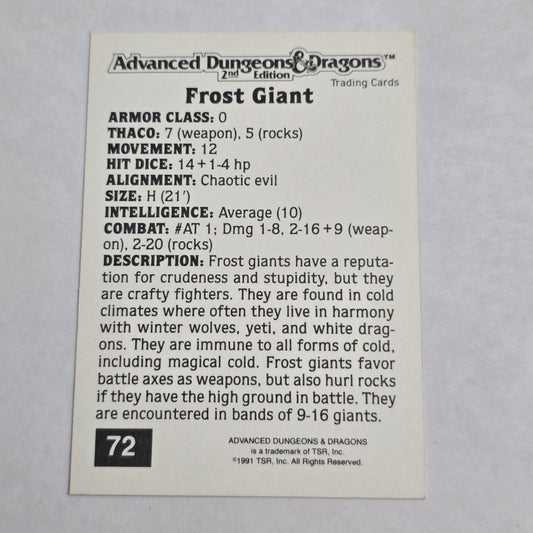 Advanced Dungeons & Dragons™
2nd Edition
Trading Cards
Frost Giant
ARMOR CLASS: 0
THACO: 7 (weapon), 5 (rocks)
MOVEMENT: 12
HIT DICE: 14+1-4 hp
ALIGNMENT: Chaotic evil
SIZE: H (21')
INTELLIGENCE: Average (10)
COMBAT: #AT 1; Dmg 1-8, 2-16+9 (weap-
on), 2-20 (rocks)
DESCRIPTION: Frost giants have a reputa-
tion for crudeness and stupidity, but they
are crafty fighters. They are found in cold
climates where often they live in harmony
with winter wolves, yeti, and white drag-
ons. They are immune to all forms of cold,
including magical cold. Frost giants favor
battle axes as weapons, but also hurl rocks
if they have the high ground in battle. They
are encountered in bands of 9-16 giants.
72
ADVANCED DUNGEONS & DRAGONS
is a trademark of TSR, Inc.
©1991 TSR, Inc. All Rights Reserved.